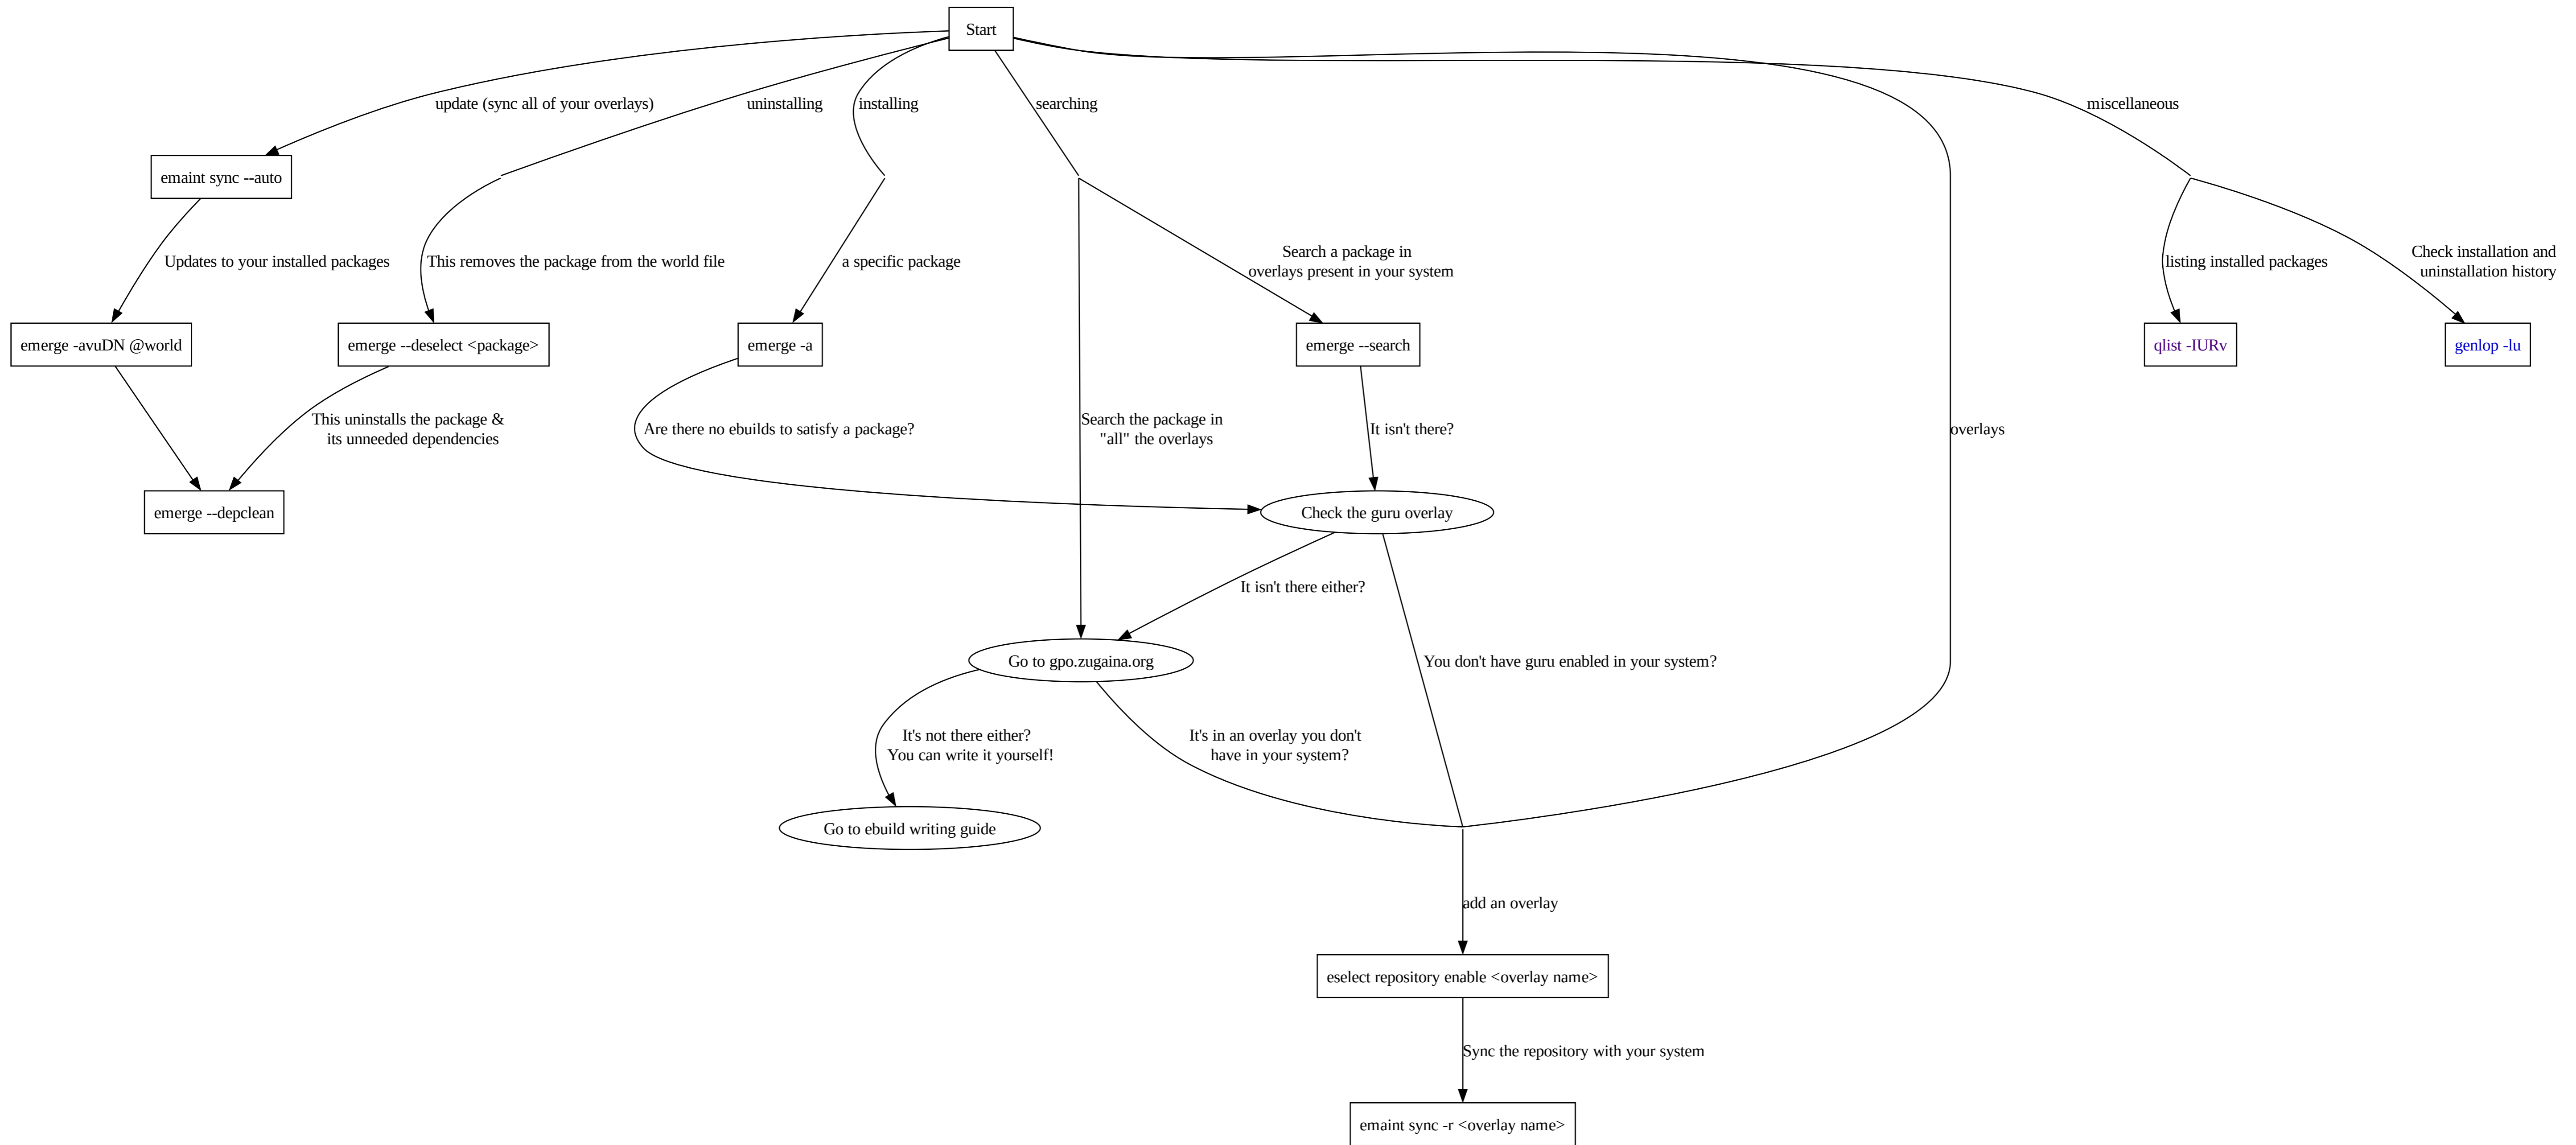 Start
update (sync all of your overlays)
uninstalling
installing
searching
miscellaneous
emaint sync --auto
Updates to your installed packages
This removes the package from the world file
a specific package
Search a package in
overlays present in your system
listing installed packages
Check installation and
uninstallation history
emerge -avuDN @world
emerge --deselect <package>
emerge -a
emerge --search
qlist -IURv
genlop -lu
This uninstalls the package &
its unneeded dependencies
Are there no ebuilds to satisfy a package?
Search the package in
"all" the overlays
It isn't there?
overlays
emerge --depclean
Check the guru overlay
It isn't there either?
Go to gpo.zugaina.org
You don't have guru enabled in your system?
It's not there either?
You can write it yourself!
It's in an overlay you don't
have in your system?
Go to ebuild writing guide
add an overlay
eselect repository enable <overlay name>
Sync the repository with your system
emaint sync -r <overlay name>